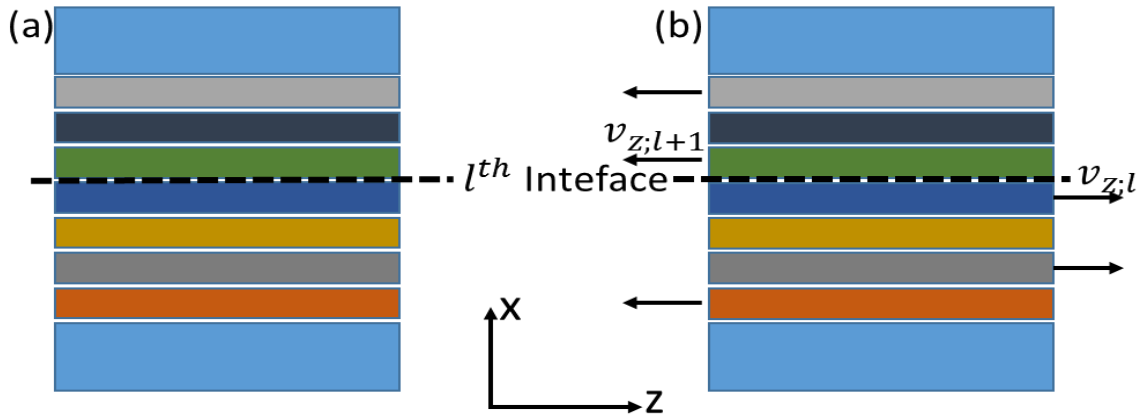 (a)
(b)
v_{z;l+1}
l^{th} Inteface
v_{z;l}
x
z